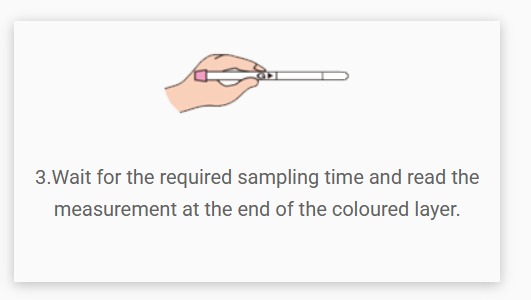 3.Wait for the required sampling time and read the
measurement at the end of the coloured layer.